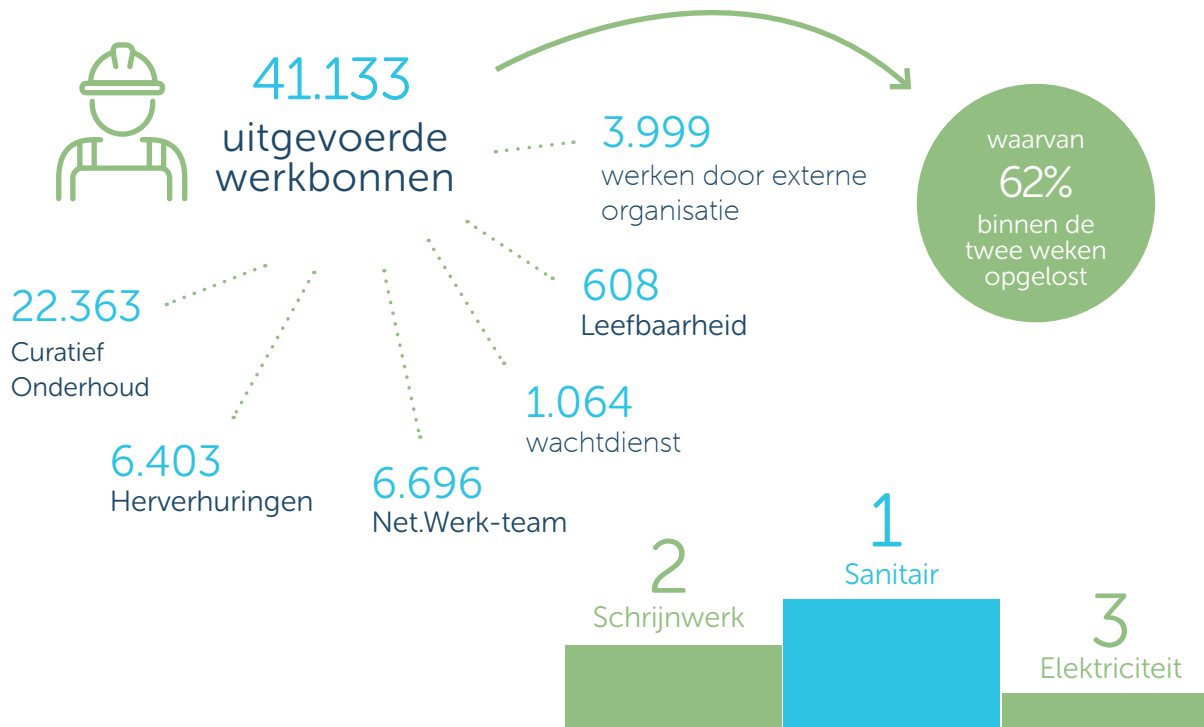 41.133
uitgevoerde
werkbonnen
3.999
werken door externe
organisatie
waarvan
62%
binnen de
twee weken
opgelost
608
Leefbaarheid
22.363
Curatief
Onderhoud
1.064
wachtdienst
6.403
Herverhuringen
6.696
Net.Werk-team
2
Schrijnwerk
1
Sanitair
3
Elektriciteit